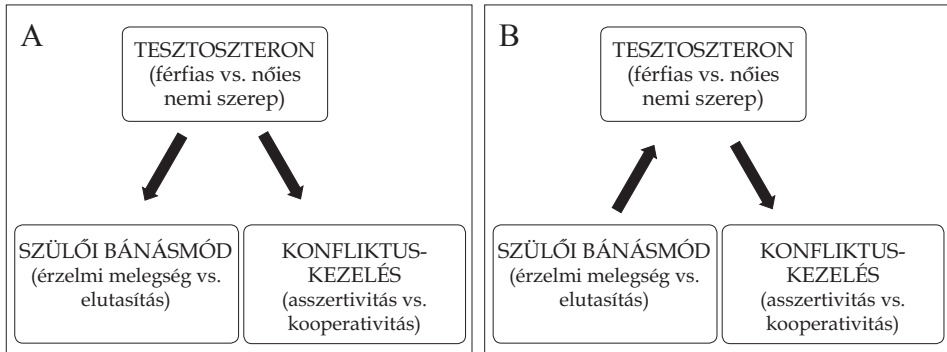 A
TESZTOSZTERON
(férfias vs. nőies
nemi szerep)
SZÜLŐI BÁNÁSMÓD
(érzelmi melegség vs.
elutasítás)
KONFLIKTUS-
KEZELÉS
(asszertivitás vs.
kooperativitás)
B
TESZTOSZTERON
(férfias vs. nőies
nemi szerep)
SZÜLŐI BÁNÁSMÓD
(érzelmi melegség vs.
elutasítás)
KONFLIKTUS-
KEZELÉS
(asszertivitás vs.
kooperativitás)